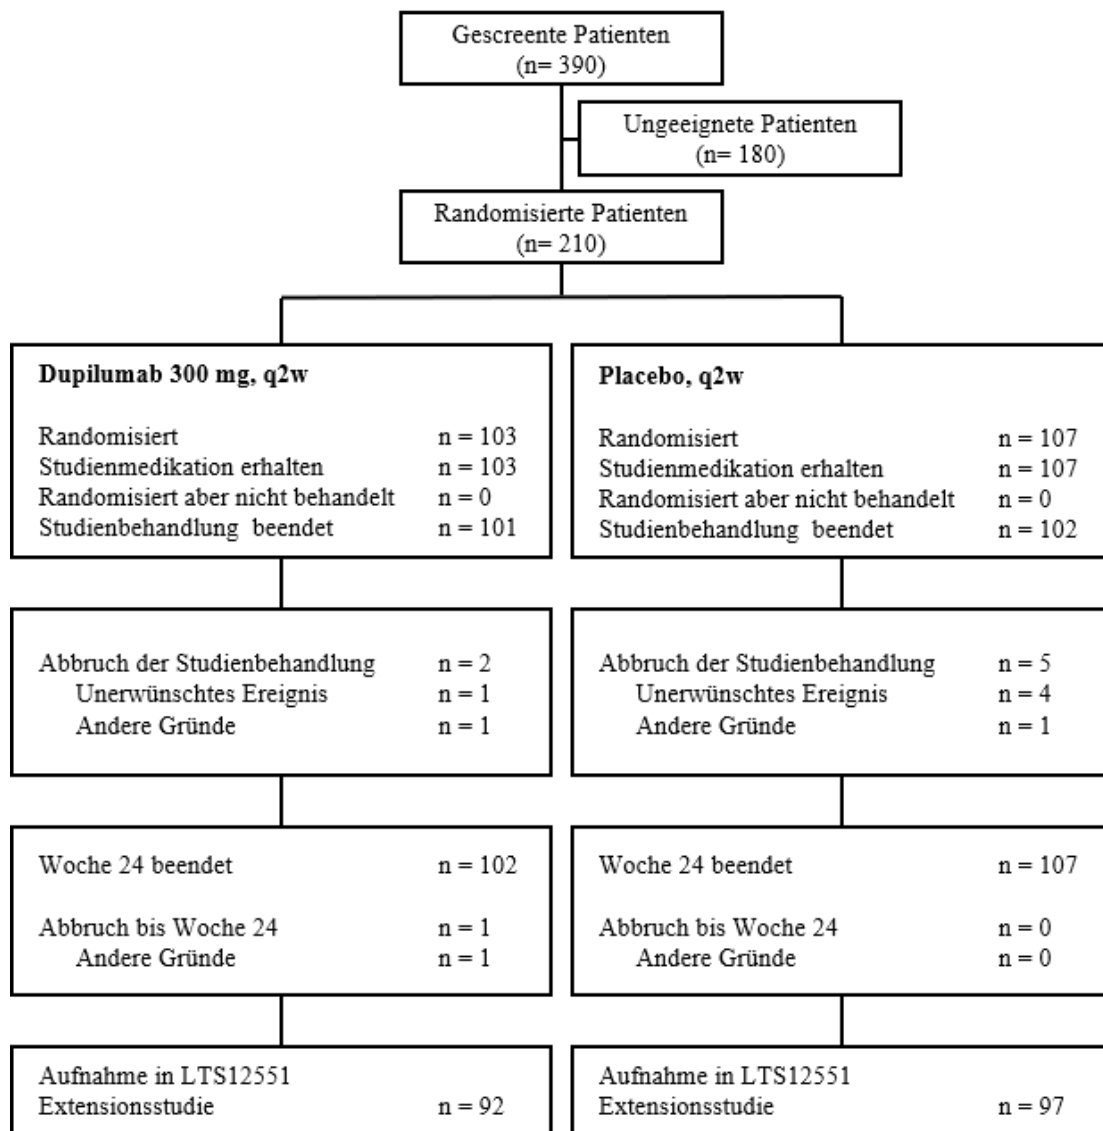 Gescreente Patienten
(n= 390)
Ungeeignete Patienten
(n= 180)
Randomisierte Patienten
(n= 210)
Dupilumab 300 mg, q2w
Randomisiert n = 103
Studienmedikation erhalten n = 103
Randomisiert aber nicht behandelt n = 0
Studienbehandlung beendet n = 101
Placebo, q2w
Randomisiert n = 107
Studienmedikation erhalten n = 107
Randomisiert aber nicht behandelt n = 0
Studienbehandlung beendet n = 102
Abbruch der Studienbehandlung n = 2
Unerwünschtes Ereignis n = 1
Andere Gründe n = 1
Abbruch der Studienbehandlung n = 5
Unerwünschtes Ereignis n = 4
Andere Gründe n = 1
Woche 24 beendet n = 102
Abbruch bis Woche 24 n = 1
Andere Gründe n = 1
Woche 24 beendet n = 107
Abbruch bis Woche 24 n = 0
Andere Gründe n = 0
Aufnahme in LTS12551
Extensionsstudie n = 92
Aufnahme in LTS12551
Extensionsstudie n = 97